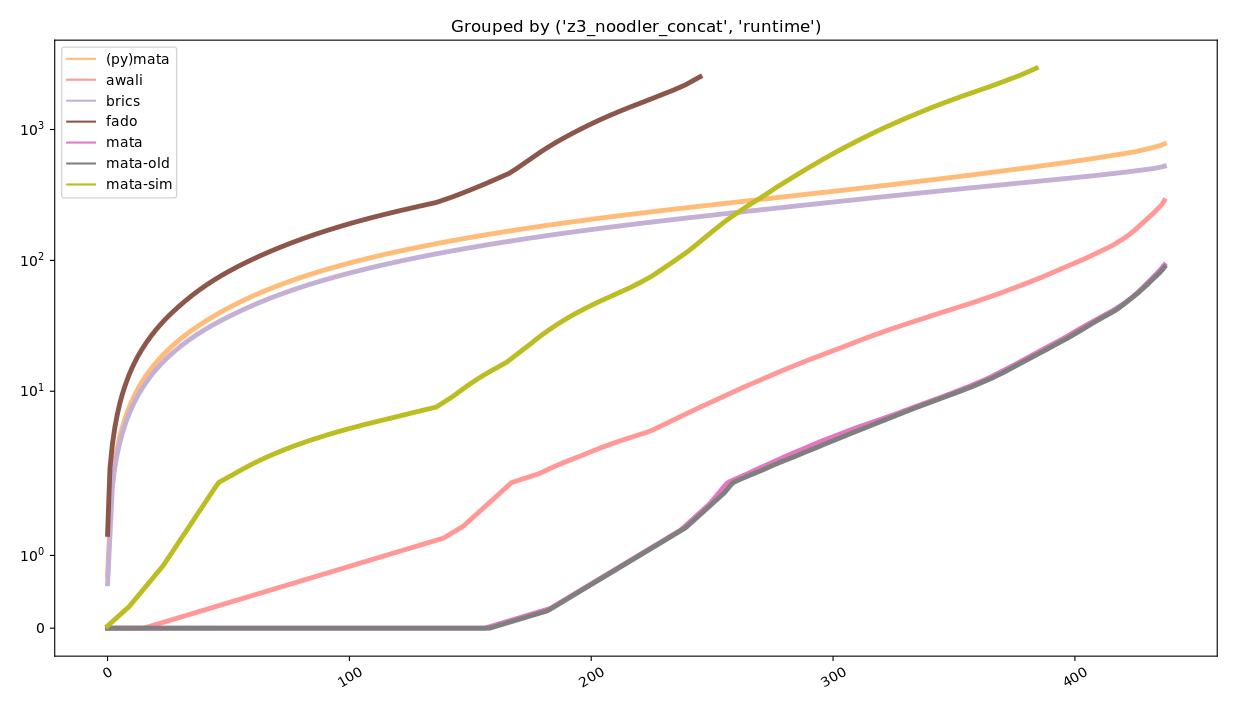 Grouped by ('z3_noodler_concat', 'runtime')
(py)mata
awali
brics
fado
mata
mata-old
mata-sim
10³
10²
10¹
10⁰
0
0
100
200
300
400